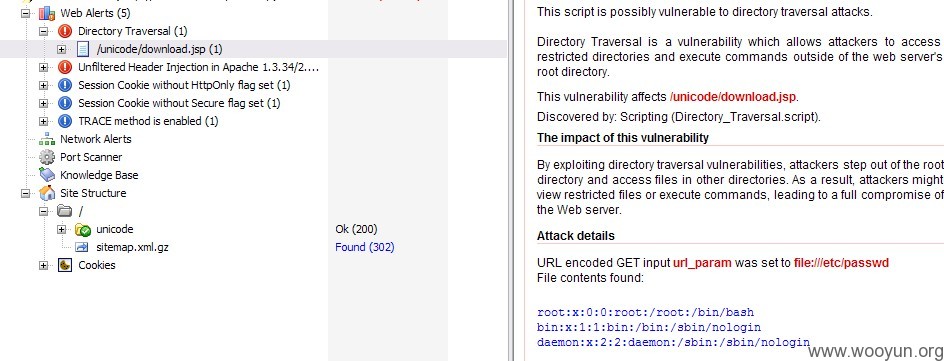 Web Alerts (5)
Directory Traversal (1)
/unicode/download.jsp (1)
Unfiltered Header Injection in Apache 1.3.34/2....
Session Cookie without HttpOnly flag set (1)
Session Cookie without Secure flag set (1)
TRACE method is enabled (1)
Network Alerts
Port Scanner
Knowledge Base
Site Structure
/
unicode Ok (200)
sitemap.xml.gz Found (302)
Cookies
This script is possibly vulnerable to directory traversal attacks.
Directory Traversal is a vulnerability which allows attackers to access
restricted directories and execute commands outside of the web server's
root directory.
This vulnerability affects /unicode/download.jsp.
Discovered by: Scripting (Directory_Traversal.script).
The impact of this vulnerability
By exploiting directory traversal vulnerabilities, attackers step out of the root
directory and access files in other directories. As a result, attackers might
view restricted files or execute commands, leading to a full compromise of
the Web server.
Attack details
URL encoded GET input url_param was set to file:///etc/passwd
File contents found:
root:x:0:0:root:/root:/bin/bash
bin:x:1:1:bin:/bin:/sbin/nologin
daemon:x:2:2:daemon:/sbin:/sbin/nologin
www.wooyun.org